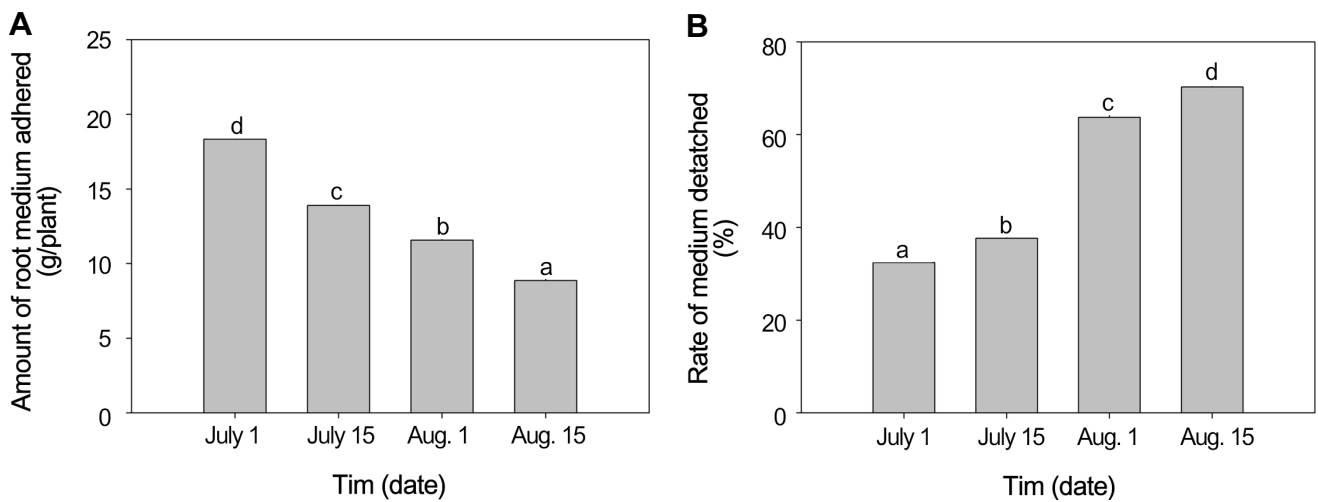 A
Amount of root medium adhered
(g/plant)
25
20
15
10
5
0
d
c
b
a
July 1
July 15
Aug. 1
Aug. 15
Tim (date)
B
Rate of medium detatched
(%)
80
60
40
20
0
a
b
c
d
July 1
July 15
Aug. 1
Aug. 15
Tim (date)